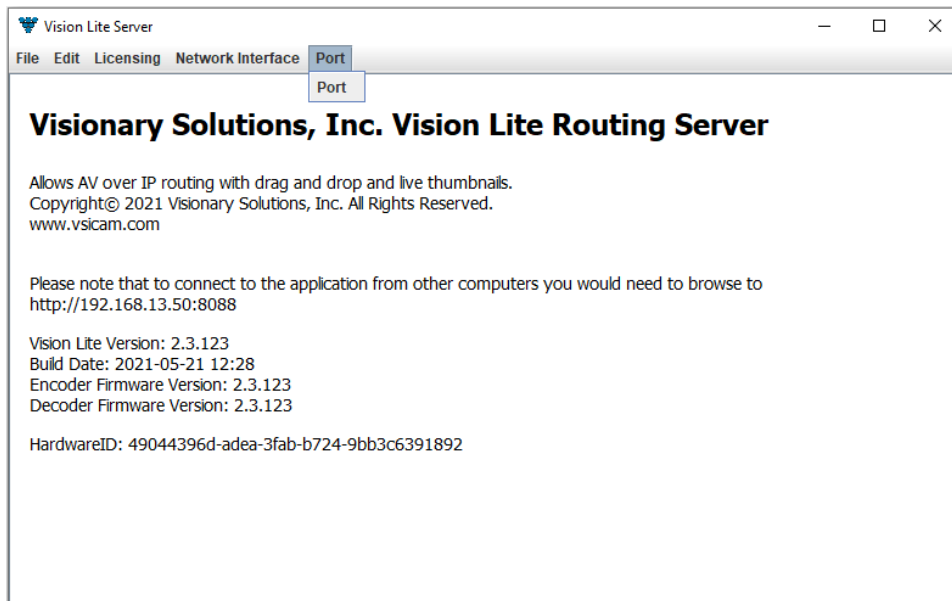 Vision Lite Server
File Edit Licensing Network Interface Port
Port
Visionary Solutions, Inc. Vision Lite Routing Server
Allows AV over IP routing with drag and drop and live thumbnails.
Copyright© 2021 Visionary Solutions, Inc. All Rights Reserved.
www.vsicam.com
Please note that to connect to the application from other computers you would need to browse to
http://192.168.13.50:8088
Vision Lite Version: 2.3.123
Build Date: 2021-05-21 12:28
Encoder Firmware Version: 2.3.123
Decoder Firmware Version: 2.3.123
HardwareID: 49044396d-adea-3fab-b724-9bb3c6391892